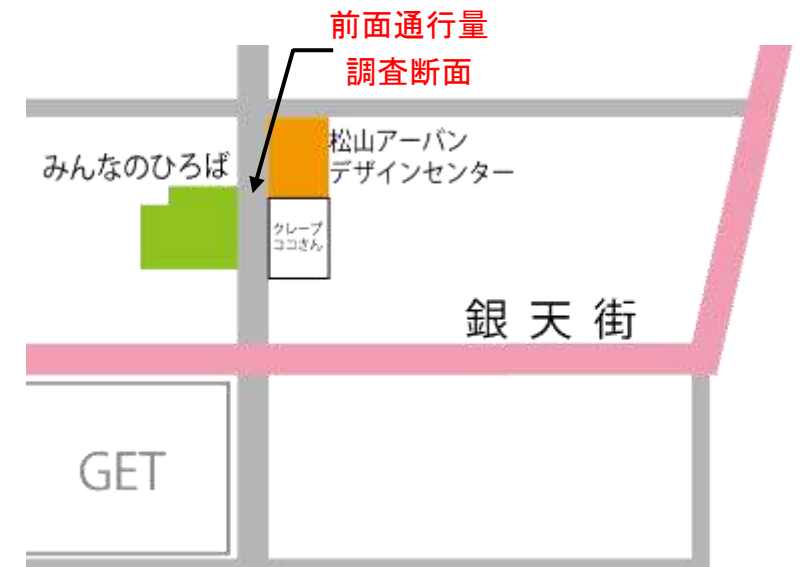 前面通行量
調査断面
松山アーバン
デザインセンター
みんなのひろば
クレープ
ココさん
銀天街
GET